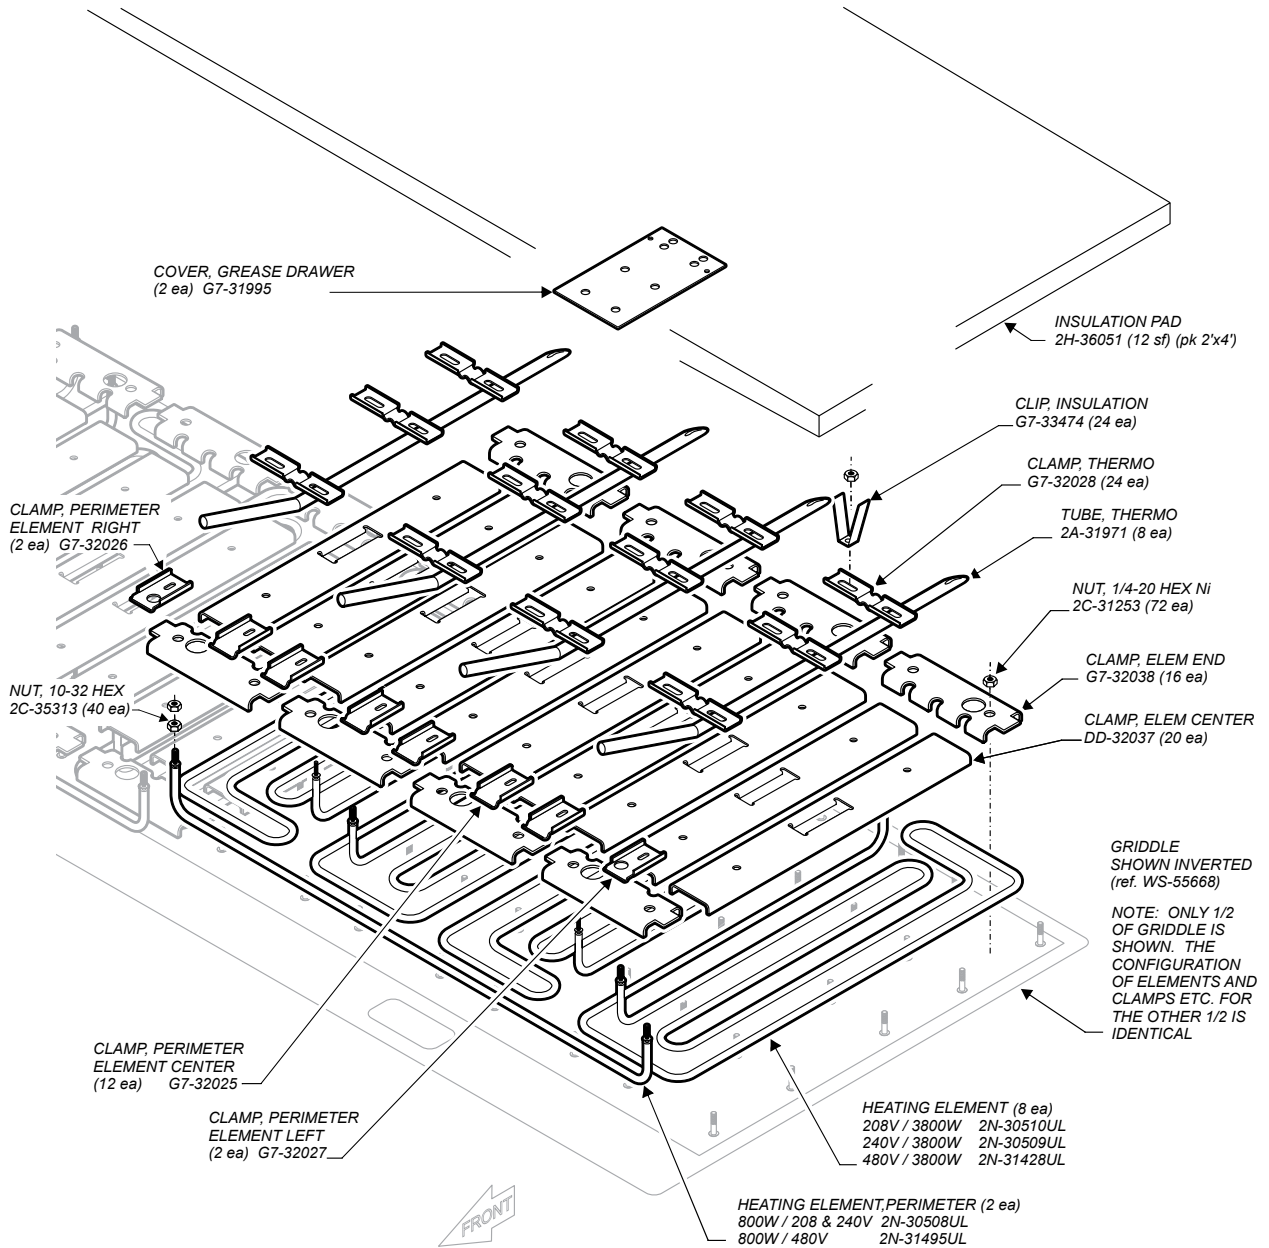 COVER, GREASE DRAWER
(2 ea) G7-31995
INSULATION PAD
2H-36051 (12 sf) (pk 2'x4')
CLIP, INSULATION
G7-33474 (24 ea)
CLAMP, THERMO
G7-32028 (24 ea)
TUBE, THERMO
2A-31971 (8 ea)
CLAMP, PERIMETER
ELEMENT RIGHT
(2 ea) G7-32026
NUT, 1/4-20 HEX Ni
2C-31253 (72 ea)
CLAMP, ELEM END
G7-32038 (16 ea)
NUT, 10-32 HEX
2C-35313 (40 ea)
CLAMP, ELEM CENTER
DD-32037 (20 ea)
GRIDDLE
SHOWN INVERTED
(ref. WS-55668)
NOTE: ONLY 1/2
OF GRIDDLE IS
SHOWN. THE
CONFIGURATION
OF ELEMENTS AND
CLAMPS ETC. FOR
THE OTHER 1/2 IS
IDENTICAL
CLAMP, PERIMETER
ELEMENT CENTER
(12 ea) G7-32025
CLAMP, PERIMETER
ELEMENT LEFT
(2 ea) G7-32027
HEATING ELEMENT (8 ea)
208V / 3800W 2N-30510UL
240V / 3800W 2N-30509UL
480V / 3800W 2N-31428UL
HEATING ELEMENT,PERIMETER (2 ea)
800W / 208 & 240V 2N-30508UL
800W / 480V 2N-31495UL
FRONT